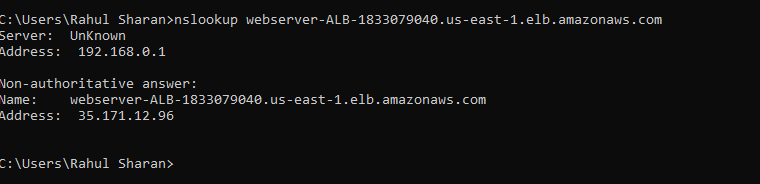 C:\Users\Rahul Sharan>nslookup webserver-ALB-1833079040.us-east-1.elb.amazonaws.com
Server:  UnKnown
Address:  192.168.0.1
Non-authoritative answer:
Name:    webserver-ALB-1833079040.us-east-1.elb.amazonaws.com
Address:  35.171.12.96
C:\Users\Rahul Sharan>